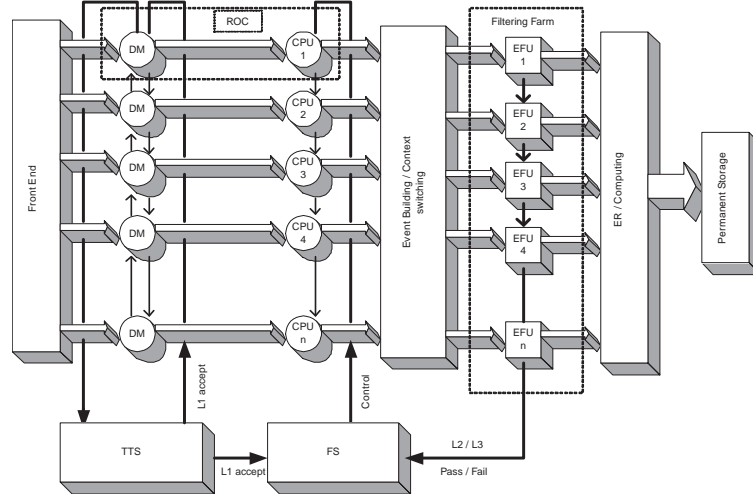 ROC
Filtering Farm
Front End
DM
CPU
1
EFU
1
DM
CPU
2
EFU
2
DM
CPU
3
EFU
3
DM
CPU
4
EFU
4
DM
CPU
n
EFU
n
Event Building / Context
switching
ER / Computing
Permanent Storage
L1 accept
Control
TTS
L1 accept
FS
L2 / L3
Pass / Fail